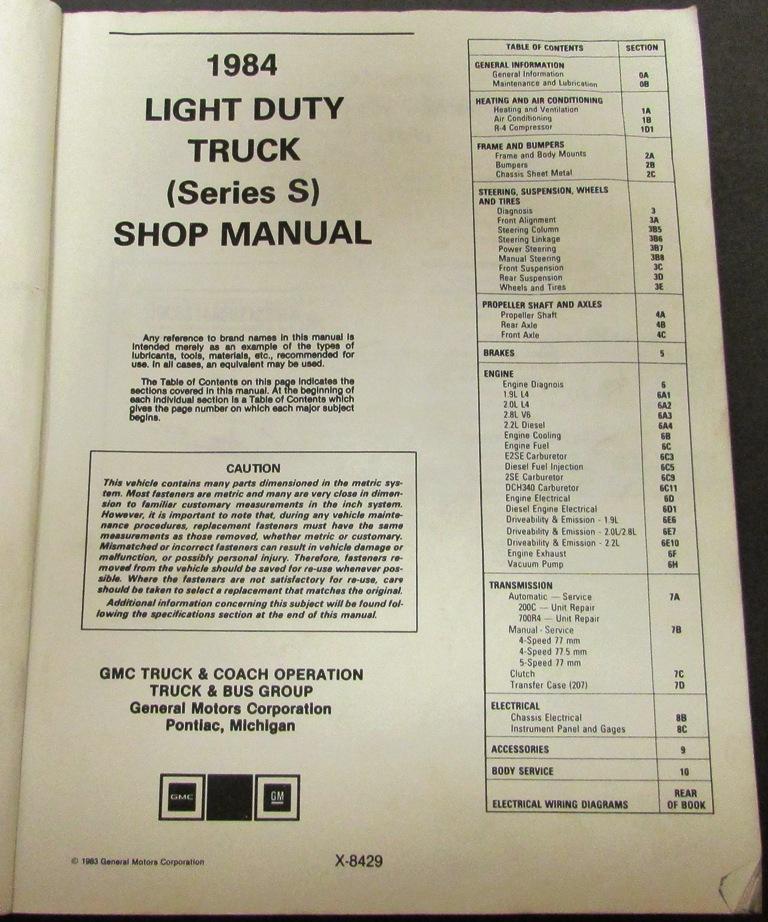 1984
LIGHT DUTY
TRUCK
(Series S)
SHOP MANUAL
Any reference to brand names in this manual is
intended merely as an example of the types of
lubricants, tools, materials, etc., recommended for
use. In all cases, an equivalent may be used.
The Table of Contents on this page indicates the
sections covered in this manual. At the beginning of
each individual section is a Table of Contents which
gives the page number on which each major subject
begins.
CAUTION
This vehicle contains many parts dimensioned in the metric sys-
tem. Most fasteners are metric and many are very close in dimen-
sion to familiar customary measurements in the inch system.
However, it is important to note that, during any vehicle mainte-
nance procedures, replacement fasteners must have the same
measurements as those removed, whether metric or customary.
Mismatched or incorrect fasteners can result in vehicle damage or
malfunction, or possibly personal injury. Therefore, fasteners re-
moved from the vehicle should be saved for re-use whenever pos-
sible. Where the fasteners are not satisfactory for re-use, care
should be taken to select a replacement that matches the original.
Additional information concerning this subject will be found fol-
lowing the specifications section at the end of this manual.
GMC TRUCK & COACH OPERATION
TRUCK & BUS GROUP
General Motors Corporation
Pontiac, Michigan
GMC GM
© 1983 General Motors Corporation
X-8429
TABLE OF CONTENTS SECTION
GENERAL INFORMATION
General Information 0A
Maintenance and Lubrication 0B
HEATING AND AIR CONDITIONING
Heating and Ventilation 1A
Air Conditioning 1B
R-4 Compressor 1D1
FRAME AND BUMPERS
Frame and Body Mounts 2A
Bumpers 2B
Chassis Sheet Metal 2C
STEERING, SUSPENSION, WHEELS
AND TIRES
Diagnosis 3
Front Alignment 3A
Steering Column 3B5
Steering Linkage 3B6
Power Steering 3B7
Manual Steering 3B8
Front Suspension 3C
Rear Suspension 3D
Wheels and Tires 3E
PROPELLER SHAFT AND AXLES
Propeller Shaft 4A
Rear Axle 4B
Front Axle 4C
BRAKES 5
ENGINE
Engine Diagnois 6
1.9L L4 6A1
2.0L L4 6A2
2.8L V6 6A3
2.2L Diesel 6A4
Engine Cooling 6B
Engine Fuel 6C
E2SE Carburetor 6C3
Diesel Fuel Injection 6C5
2SE Carburetor 6C9
DCH340 Carburetor 6C11
Engine Electrical 6D
Diesel Engine Electrical 6D1
Driveability & Emission - 1.9L 6E6
Driveability & Emission - 2.0L/2.8L 6E7
Driveability & Emission - 2.2L 6E10
Engine Exhaust 6F
Vacuum Pump 6H
TRANSMISSION
Automatic — Service 7A
200C — Unit Repair
700R4 — Unit Repair
Manual - Service 7B
4-Speed 77 mm
4-Speed 77.5 mm
5-Speed 77 mm
Clutch 7C
Transfer Case (207) 7D
ELECTRICAL
Chassis Electrical 8B
Instrument Panel and Gages 8C
ACCESSORIES 9
BODY SERVICE 10
ELECTRICAL WIRING DIAGRAMS REAR
OF BOOK